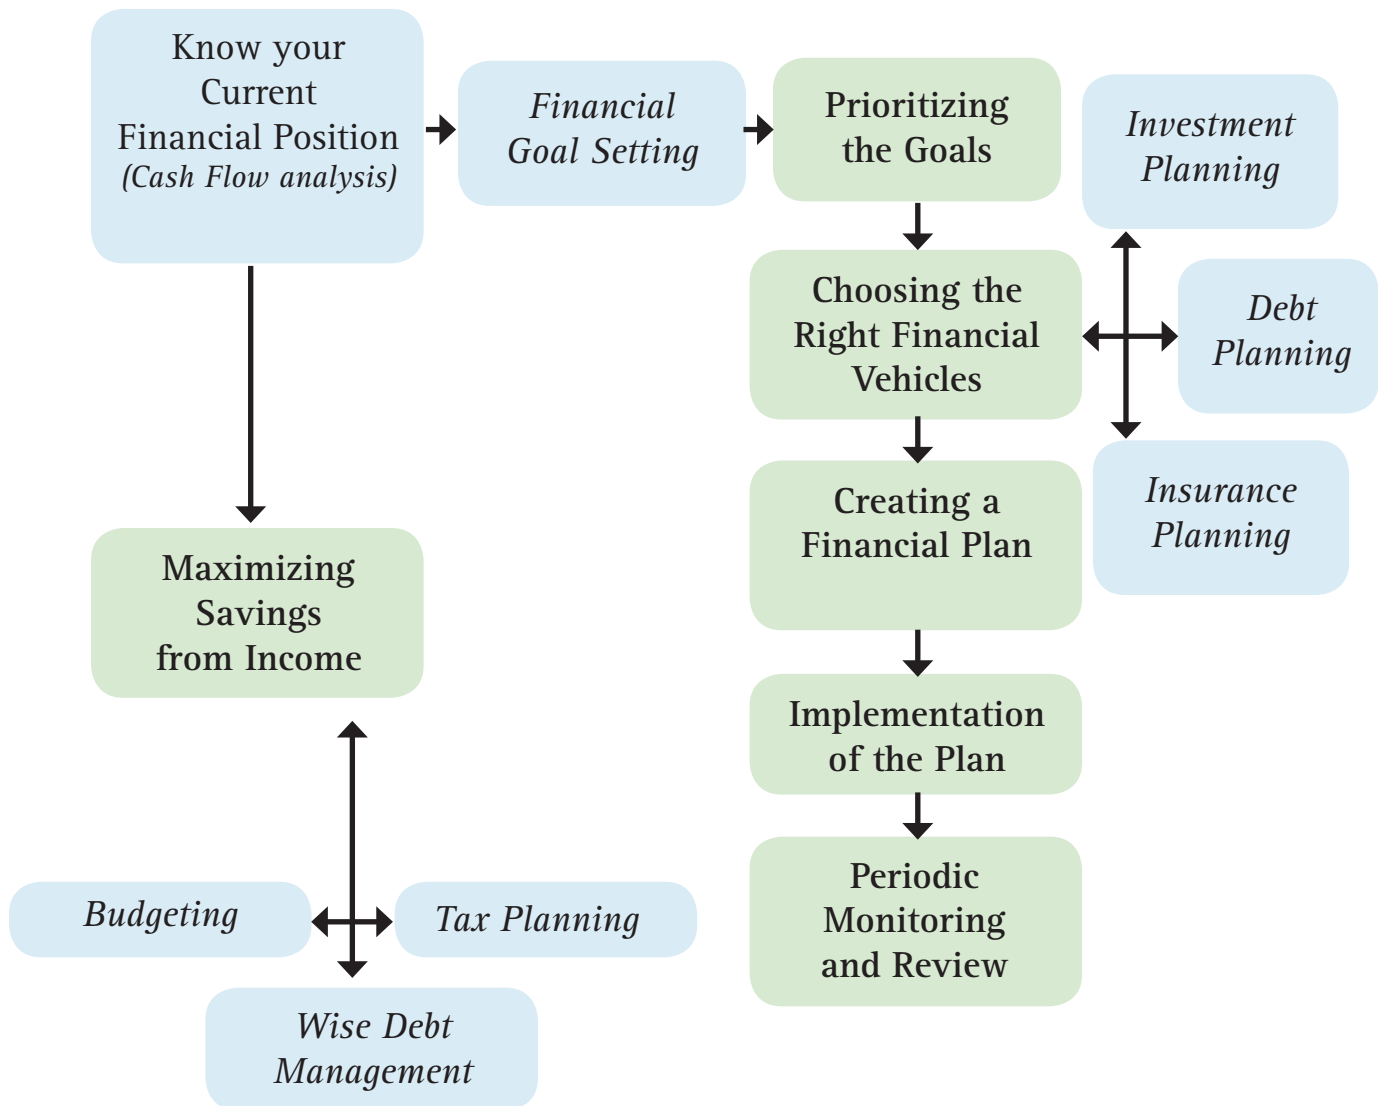 Know your
Current
Financial Position
(Cash Flow analysis)
Financial
Goal Setting
Prioritizing
the Goals
Investment
Planning
Choosing the
Right Financial
Vehicles
Debt
Planning
Creating a
Financial Plan
Insurance
Planning
Maximizing
Savings
from Income
Implementation
of the Plan
Budgeting
Tax Planning
Periodic
Monitoring
and Review
Wise Debt
Management